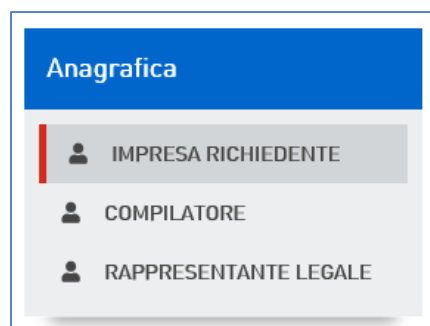 Anagrafica
IMPRESA RICHIEDENTE
COMPILATORE
RAPPRESENTANTE LEGALE